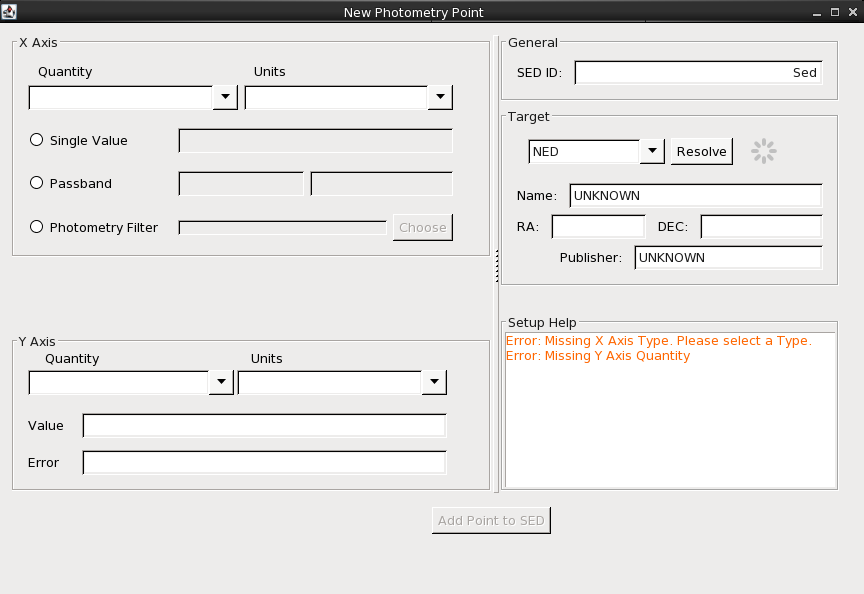 New Photometry Point
X Axis
Quantity Units
Single Value
Passband
Photometry Filter Choose
Y Axis
Quantity Units
Value
Error
General
SED ID: Sed
Target
NED Resolve
Name: UNKNOWN
RA: DEC:
Publisher: UNKNOWN
Setup Help
Error: Missing X Axis Type. Please select a Type.
Error: Missing Y Axis Quantity
Add Point to SED